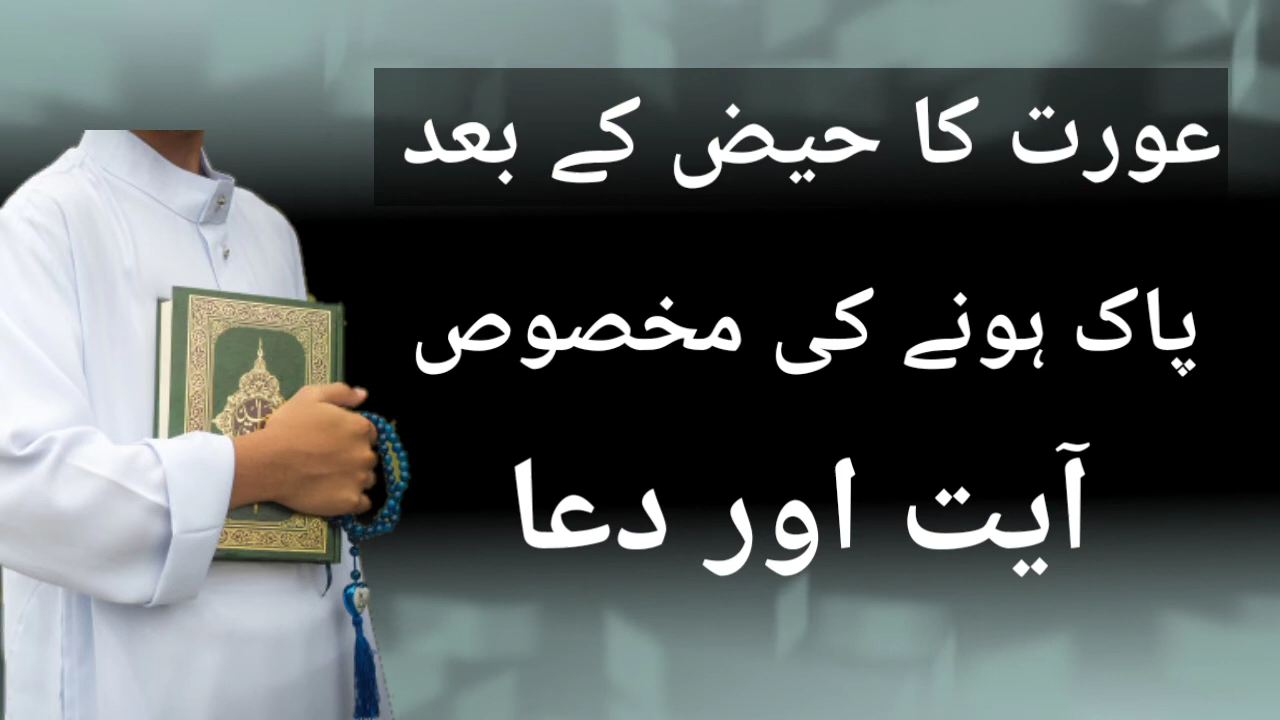 عورت کا حیض کے بعد
پاک ہونے کی مخصوص
آیت اور دعا